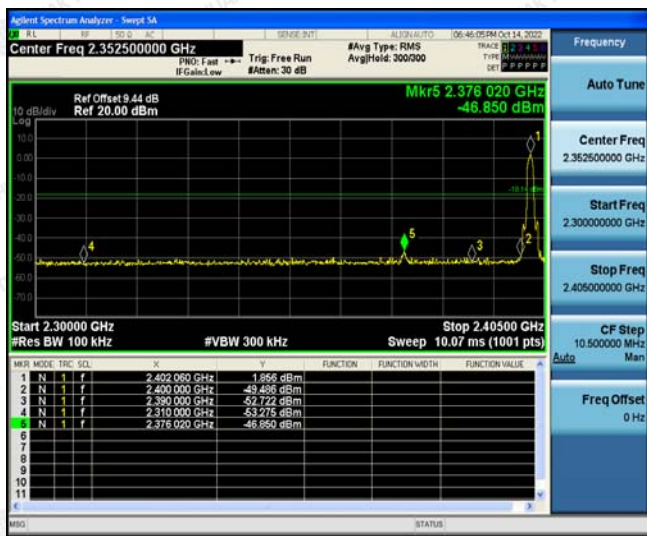 Agilent Spectrum Analyzer - Swept SA
RL RF 50 Ω AC SENSE:INT ALIGNAUTO 06:46:05 PM Oct 14, 2022
Center Freq 2.352500000 GHz
PNO: Fast
IFGain:Low
Trig: Free Run
#Atten: 30 dB
#Avg Type: RMS
Avg|Hold: 300/300
TRACE 1 2 3 4 5 6
TYPE
DET P P P P P P
Ref Offset 9.44 dB
10 dB/div Ref 20.00 dBm
Log
Mkr5 2.376 020 GHz
-46.850 dBm
10.0
0.00
-10.0
-20.0
-30.0
-40.0
-50.0
-60.0
-70.0
1
2
3
4
5
Start 2.30000 GHz Stop 2.40500 GHz
#Res BW 100 kHz #VBW 300 kHz Sweep 10.07 ms (1001 pts)
MKR MODE TRC SCL X Y FUNCTION FUNCTION WIDTH FUNCTION VALUE
1 N 1 f 2.402 060 GHz 1.856 dBm
2 N 1 f 2.400 000 GHz -49.486 dBm
3 N 1 f 2.390 000 GHz -52.722 dBm
4 N 1 f 2.310 000 GHz -53.275 dBm
5 N 1 f 2.376 020 GHz -46.850 dBm
6
7
8
9
10
11
MSG STATUS
Frequency
Auto Tune
Center Freq
2.352500000 GHz
Start Freq
2.300000000 GHz
Stop Freq
2.405000000 GHz
CF Step
10.500000 MHz
Auto Man
Freq Offset
0 Hz